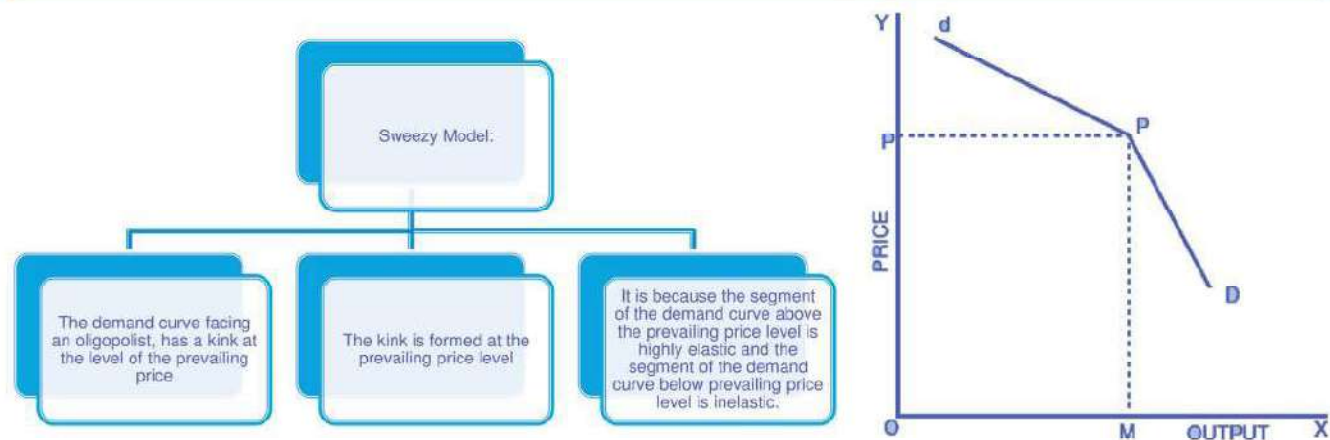 Sweezy Model.
The demand curve facing
an oligopolist, has a kink at
the level of the prevailing
price
The kink is formed at the
prevailing price level
It is because the segment
of the demand curve above
the prevailing price level is
highly elastic and the
segment of the demand
curve below prevailing price
level is inelastic.
Y
d
P
P
PRICE
D
O
M
OUTPUT
X